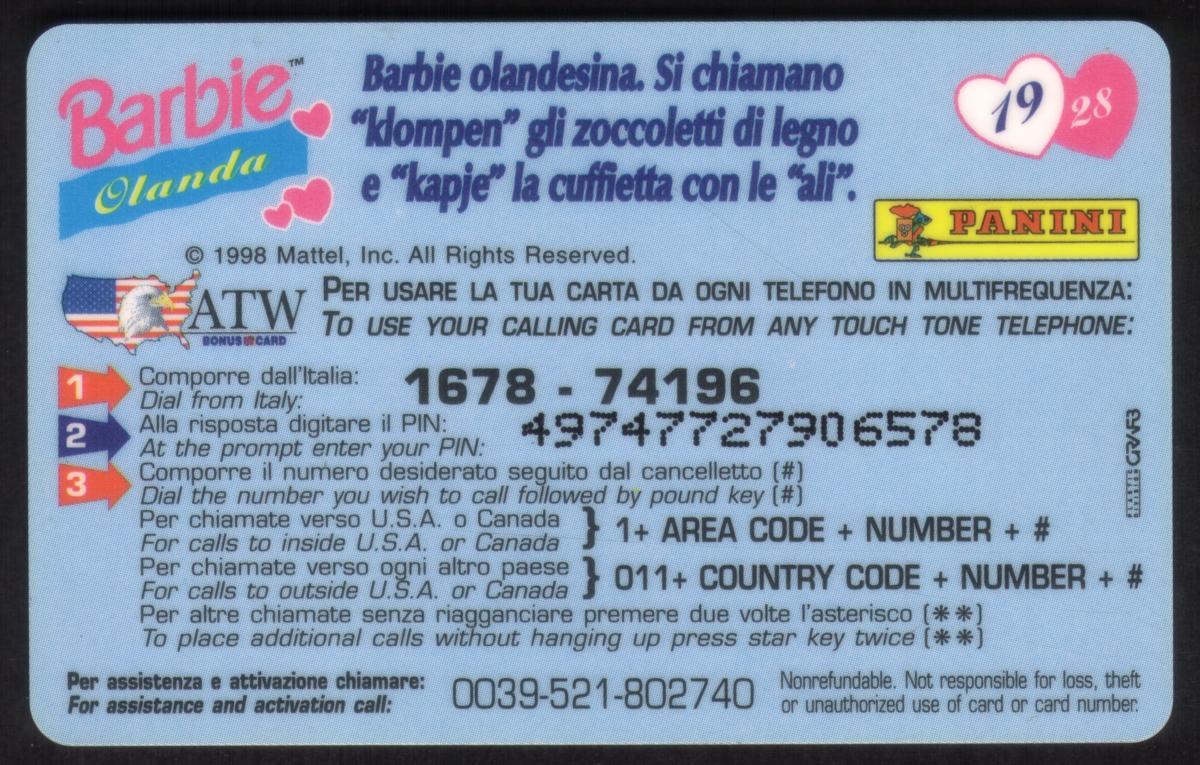 Barbie™
Olanda
Barbie olandesina. Si chiamano
“klompen” gli zoccoletti di legno
e “kapje” la cuffietta con le “ali”.
19
28
PANINI
© 1998 Mattel, Inc. All Rights Reserved.
ATW
BONUS CARD
PER USARE LA TUA CARTA DA OGNI TELEFONO IN MULTIFREQUENZA:
TO USE YOUR CALLING CARD FROM ANY TOUCH TONE TELEPHONE:
1
Comporre dall'Italia:
Dial from Italy:
1678 - 74196
2
Alla risposta digitare il PIN:
At the prompt enter your PIN:
49747727906578
3
Comporre il numero desiderato seguito dal cancelletto (#)
Dial the number you wish to call followed by pound key (#)
Per chiamate verso U.S.A. o Canada
For calls to inside U.S.A. or Canada
} 1+ AREA CODE + NUMBER + #
Per chiamate verso ogni altro paese
For calls to outside U.S.A. or Canada
} 011+ COUNTRY CODE + NUMBER + #
Per altre chiamate senza riagganciare premere due volte l'asterisco (**)
To place additional calls without hanging up press star key twice (**)
Per assistenza e attivazione chiamare:
For assistance and activation call:
0039-521-802740
Nonrefundable. Not responsible for loss, theft
or unauthorized use of card or card number.